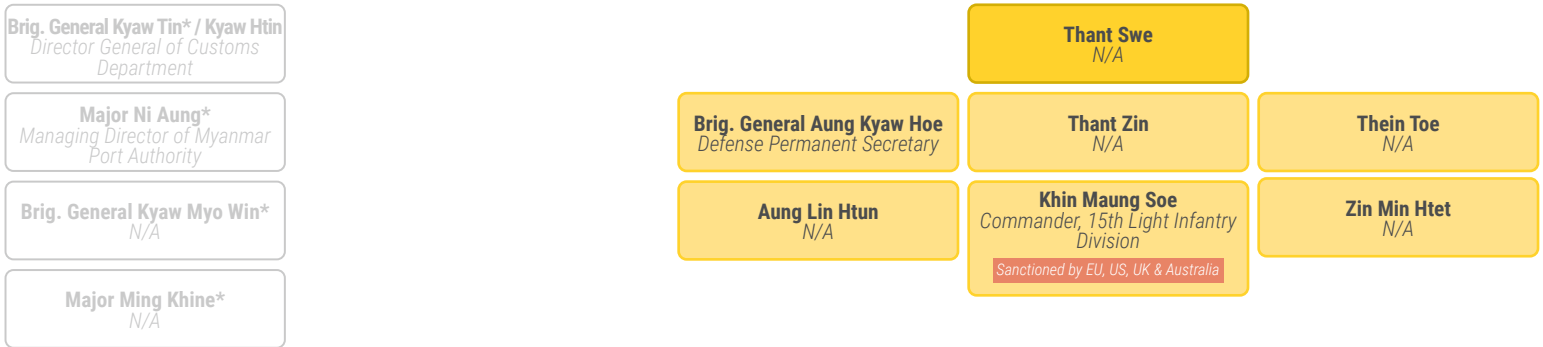 Brig. General Kyaw Tin* / Kyaw Htin
Director General of Customs
Department
Major Ni Aung*
Managing Director of Myanmar
Port Authority
Brig. General Kyaw Myo Win*
N/A
Major Ming Khine*
N/A
Thant Swe
N/A
Brig. General Aung Kyaw Hoe
Defense Permanent Secretary
Thant Zin
N/A
Thein Toe
N/A
Aung Lin Htun
N/A
Khin Maung Soe
Commander, 15th Light Infantry
Division
Sanctioned by EU, US, UK & Australia
Zin Min Htet
N/A